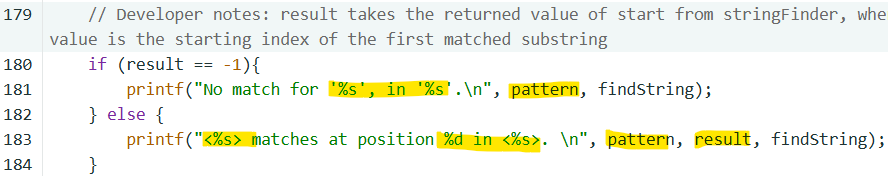 179 // Developer notes: result takes the returned value of start from stringFinder, whe
value is the starting index of the first matched substring
180 if (result == -1){
181 printf("No match for '%s', in '%s'.\n", pattern, findString);
182 } else {
183 printf("<%s> matches at position %d in <%s>. \n", pattern, result, findString);
184 }